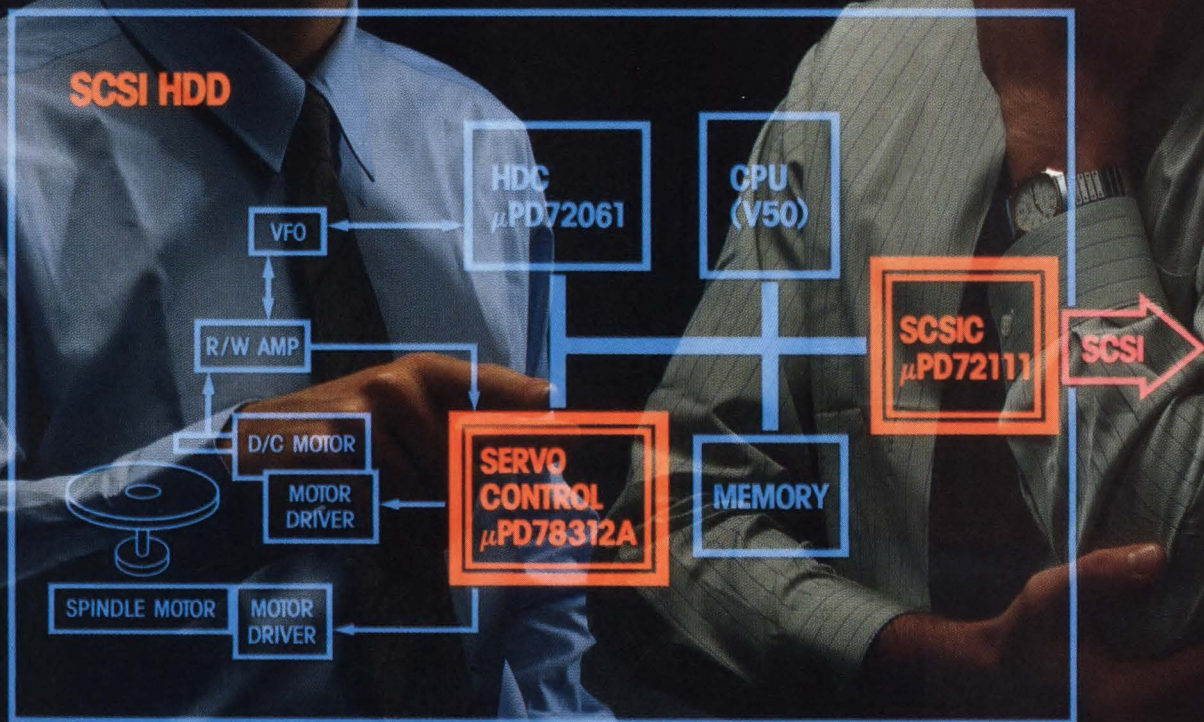 SCSI HDD
HDC
μPD72061
CPU
(V50)
VFO
R/W AMP
SCSIC
μPD72111
SCSI
D/C MOTOR
MOTOR
DRIVER
SERVO
CONTROL
μPD78312A
MEMORY
SPINDLE MOTOR
MOTOR
DRIVER